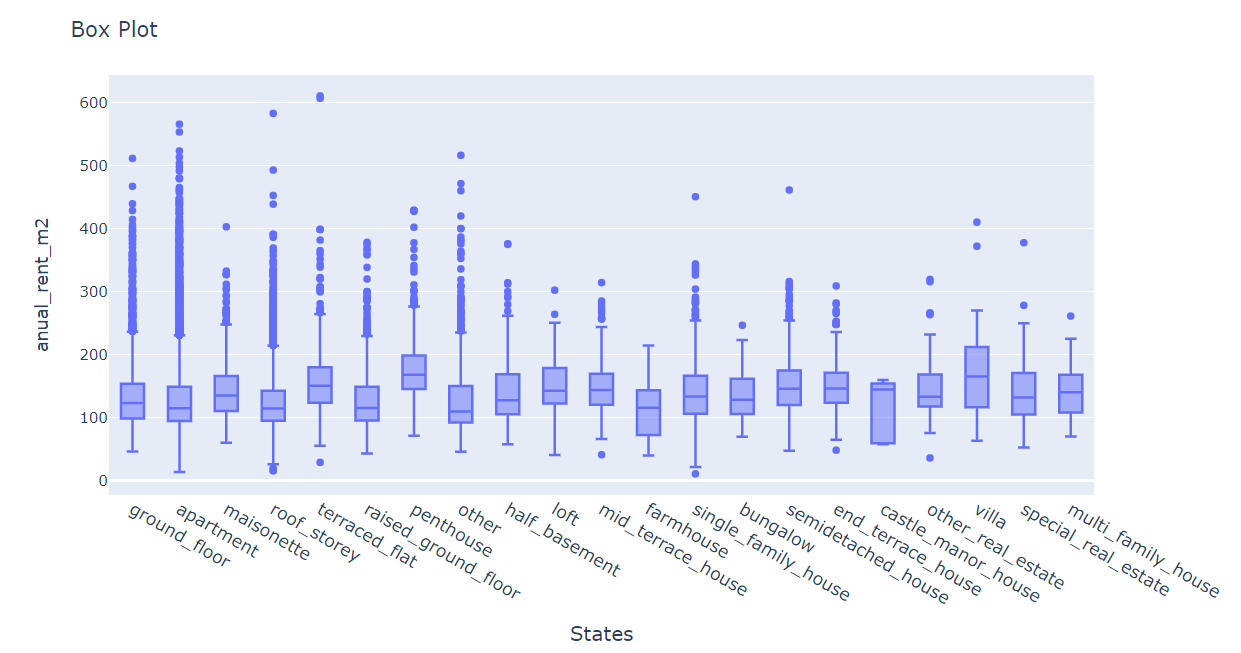 Box Plot
anual_rent_m2
600
500
400
300
200
100
0
ground_floor
apartment
maisonette
roof_storey
terraced_flat
raised_ground_floor
penthouse
other
half_basement
loft
mid_terrace_house
farmhouse
single_family_house
bungalow
semidetached_house
end_terrace_house
castle_manor_house
other_real_estate
villa
special_real_estate
multi_family_house
States